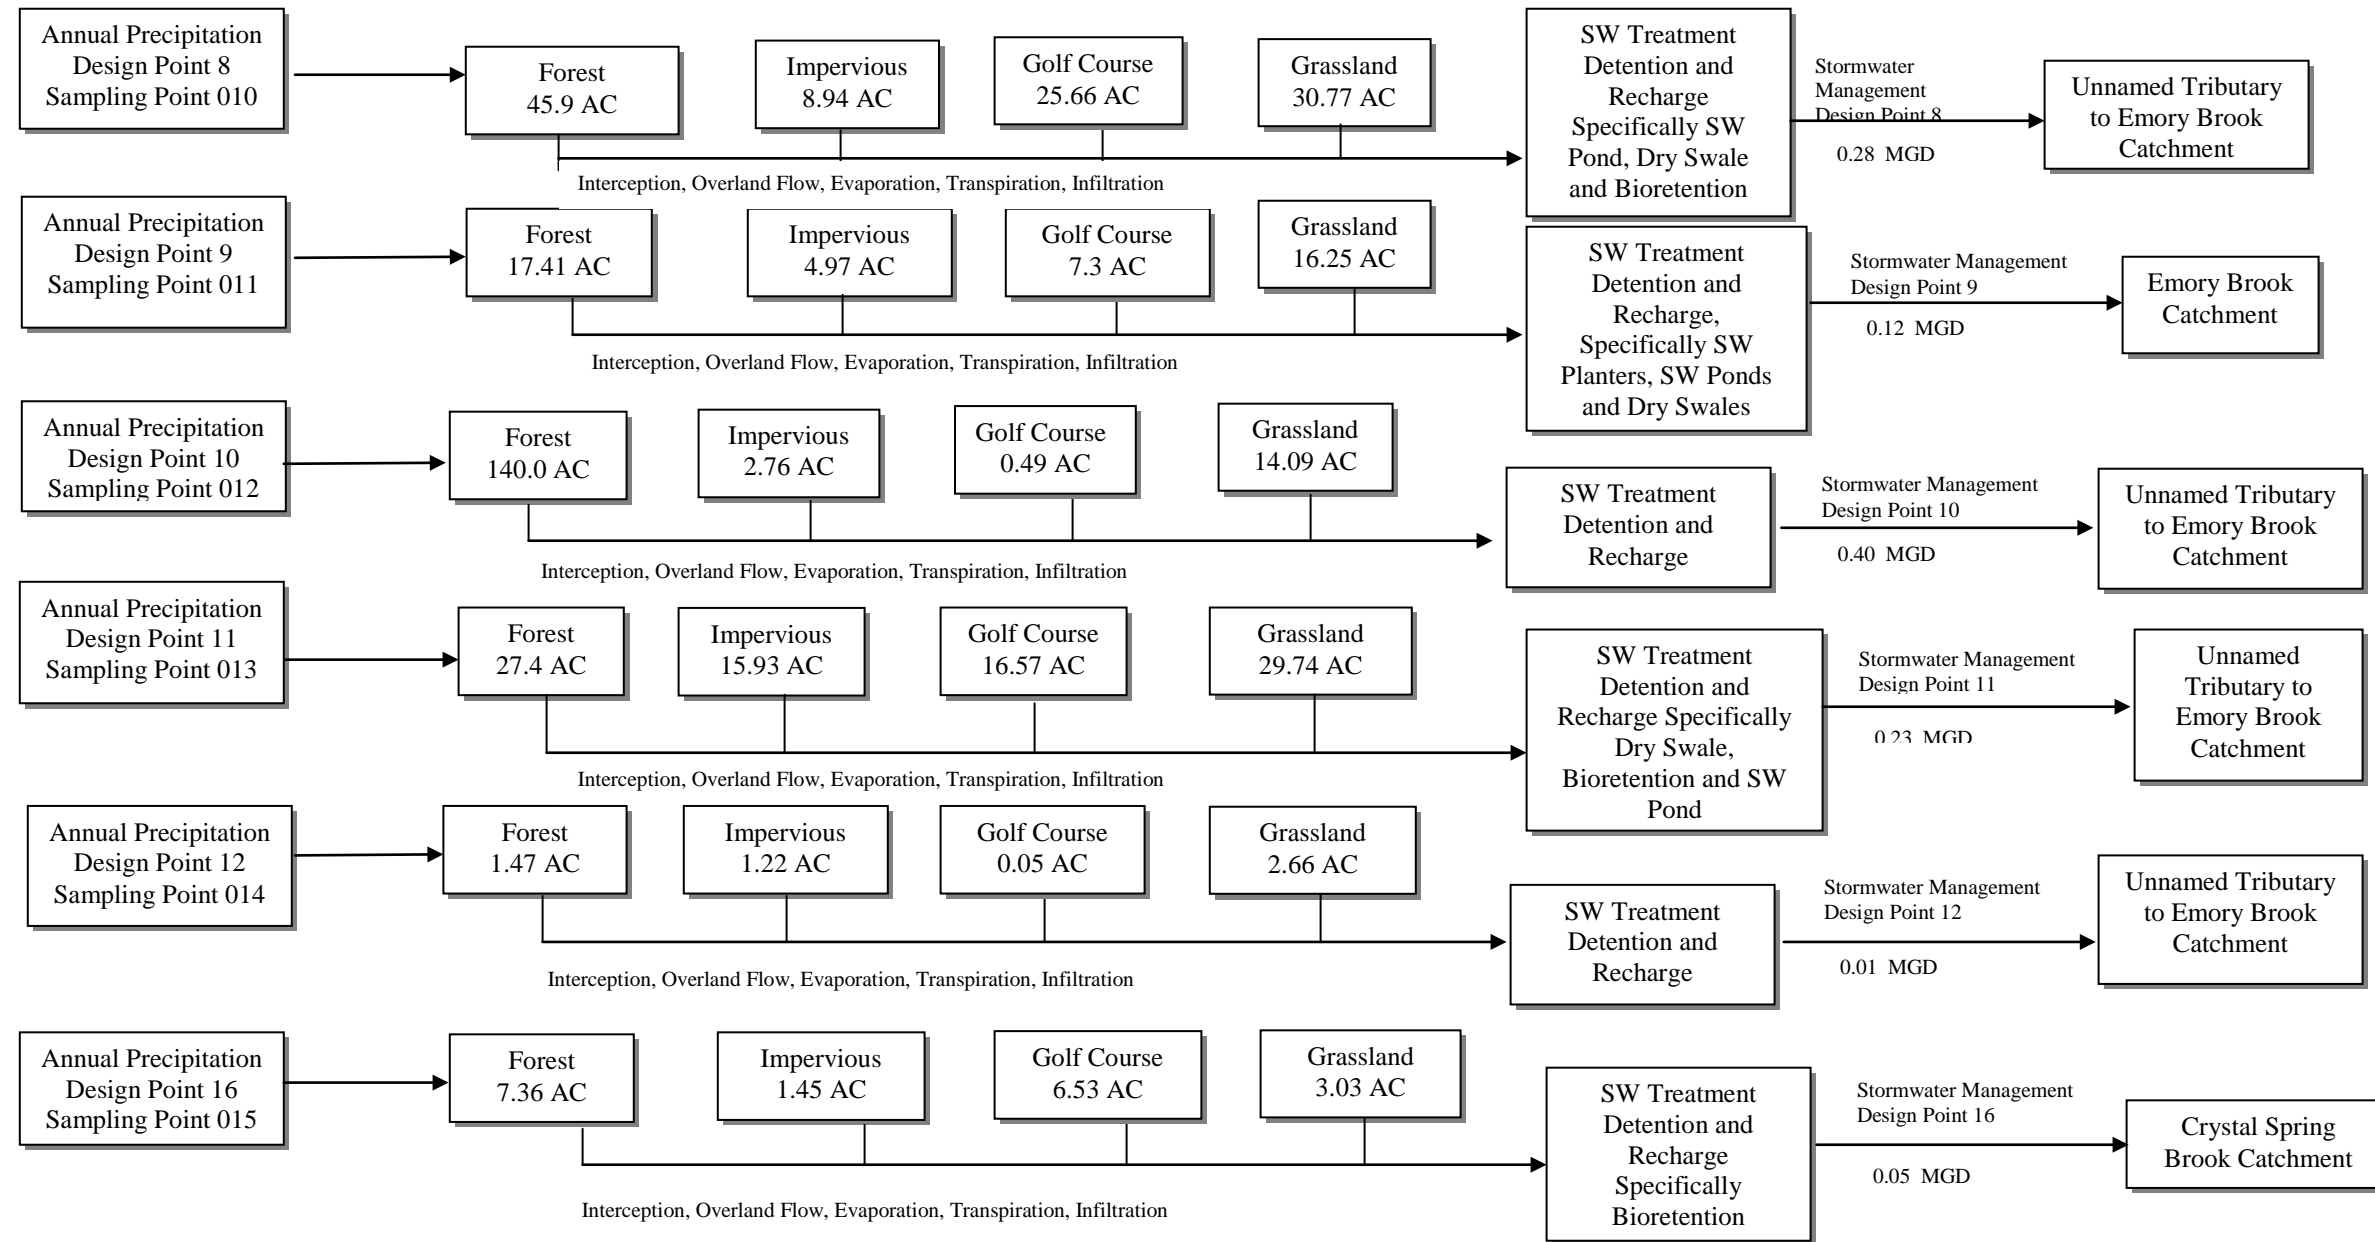 Annual Precipitation
Design Point 8
Sampling Point 010
Forest
45.9 AC
Impervious
8.94 AC
Golf Course
25.66 AC
Grassland
30.77 AC
SW Treatment
Detention and
Recharge
Specifically SW
Pond, Dry Swale
and Bioretention
Stormwater
Management
Design Point 8
0.28 MGD
Unnamed Tributary
to Emory Brook
Catchment
Interception, Overland Flow, Evaporation, Transpiration, Infiltration
Annual Precipitation
Design Point 9
Sampling Point 011
Forest
17.41 AC
Impervious
4.97 AC
Golf Course
7.3 AC
Grassland
16.25 AC
SW Treatment
Detention and
Recharge,
Specifically SW
Planters, SW Ponds
and Dry Swales
Stormwater Management
Design Point 9
0.12 MGD
Emory Brook
Catchment
Interception, Overland Flow, Evaporation, Transpiration, Infiltration
Annual Precipitation
Design Point 10
Sampling Point 012
Forest
140.0 AC
Impervious
2.76 AC
Golf Course
0.49 AC
Grassland
14.09 AC
SW Treatment
Detention and
Recharge
Stormwater Management
Design Point 10
0.40 MGD
Unnamed Tributary
to Emory Brook
Catchment
Interception, Overland Flow, Evaporation, Transpiration, Infiltration
Annual Precipitation
Design Point 11
Sampling Point 013
Forest
27.4 AC
Impervious
15.93 AC
Golf Course
16.57 AC
Grassland
29.74 AC
SW Treatment
Detention and
Recharge Specifically
Dry Swale,
Bioretention and SW
Pond
Stormwater Management
Design Point 11
0.23 MGD
Unnamed
Tributary to
Emory Brook
Catchment
Interception, Overland Flow, Evaporation, Transpiration, Infiltration
Annual Precipitation
Design Point 12
Sampling Point 014
Forest
1.47 AC
Impervious
1.22 AC
Golf Course
0.05 AC
Grassland
2.66 AC
SW Treatment
Detention and
Recharge
Stormwater Management
Design Point 12
0.01 MGD
Unnamed Tributary
to Emory Brook
Catchment
Interception, Overland Flow, Evaporation, Transpiration, Infiltration
Annual Precipitation
Design Point 16
Sampling Point 015
Forest
7.36 AC
Impervious
1.45 AC
Golf Course
6.53 AC
Grassland
3.03 AC
SW Treatment
Detention and
Recharge
Specifically
Bioretention
Stormwater Management
Design Point 16
0.05 MGD
Crystal Spring
Brook Catchment
Interception, Overland Flow, Evaporation, Transpiration, Infiltration